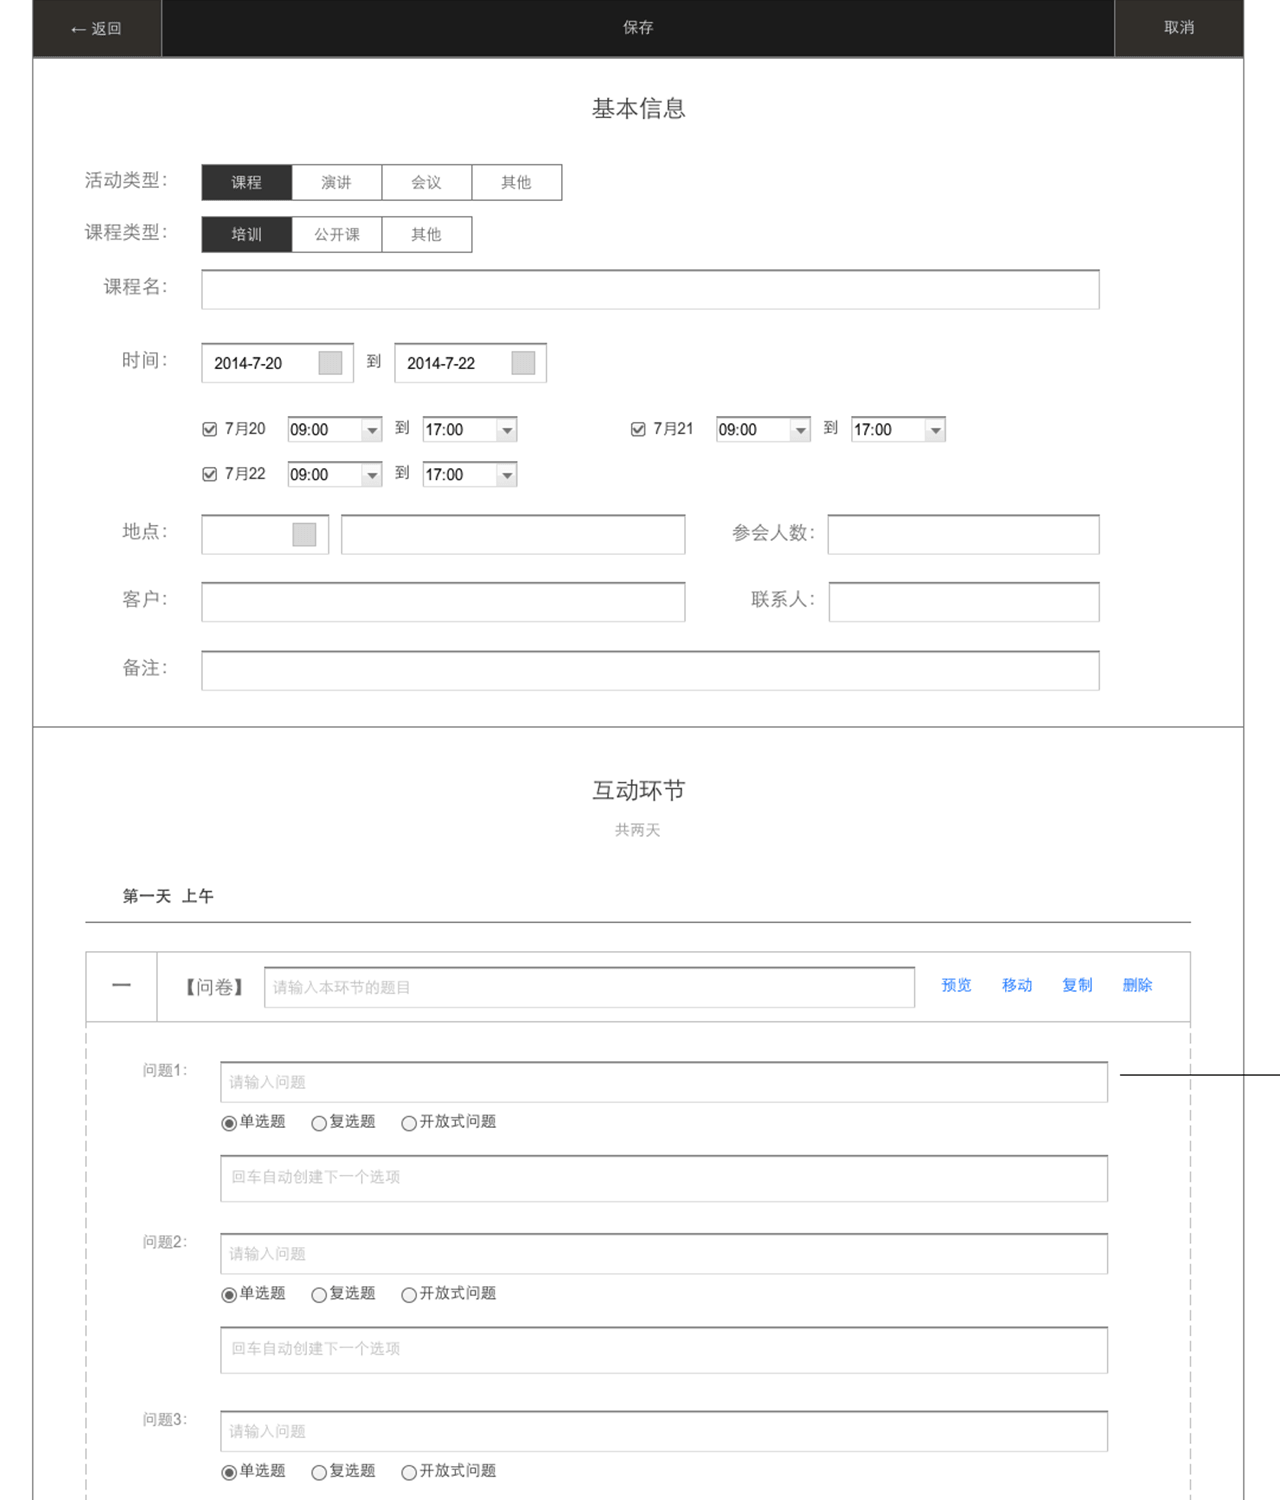 ← 返回 保存 取消
基本信息
活动类型： 课程 演讲 会议 其他
课程类型： 培训 公开课 其他
课程名：
时间： 2014-7-20 到 2014-7-22
7月20 09:00 到 17:00 7月21 09:00 到 17:00
7月22 09:00 到 17:00
地点： 参会人数：
客户： 联系人：
备注：
互动环节
共两天
第一天 上午
【问卷】 请输入本环节的题目 预览 移动 复制 删除
问题1： 请输入问题
单选题 复选题 开放式问题
回车自动创建下一个选项
问题2： 请输入问题
单选题 复选题 开放式问题
回车自动创建下一个选项
问题3： 请输入问题
单选题 复选题 开放式问题